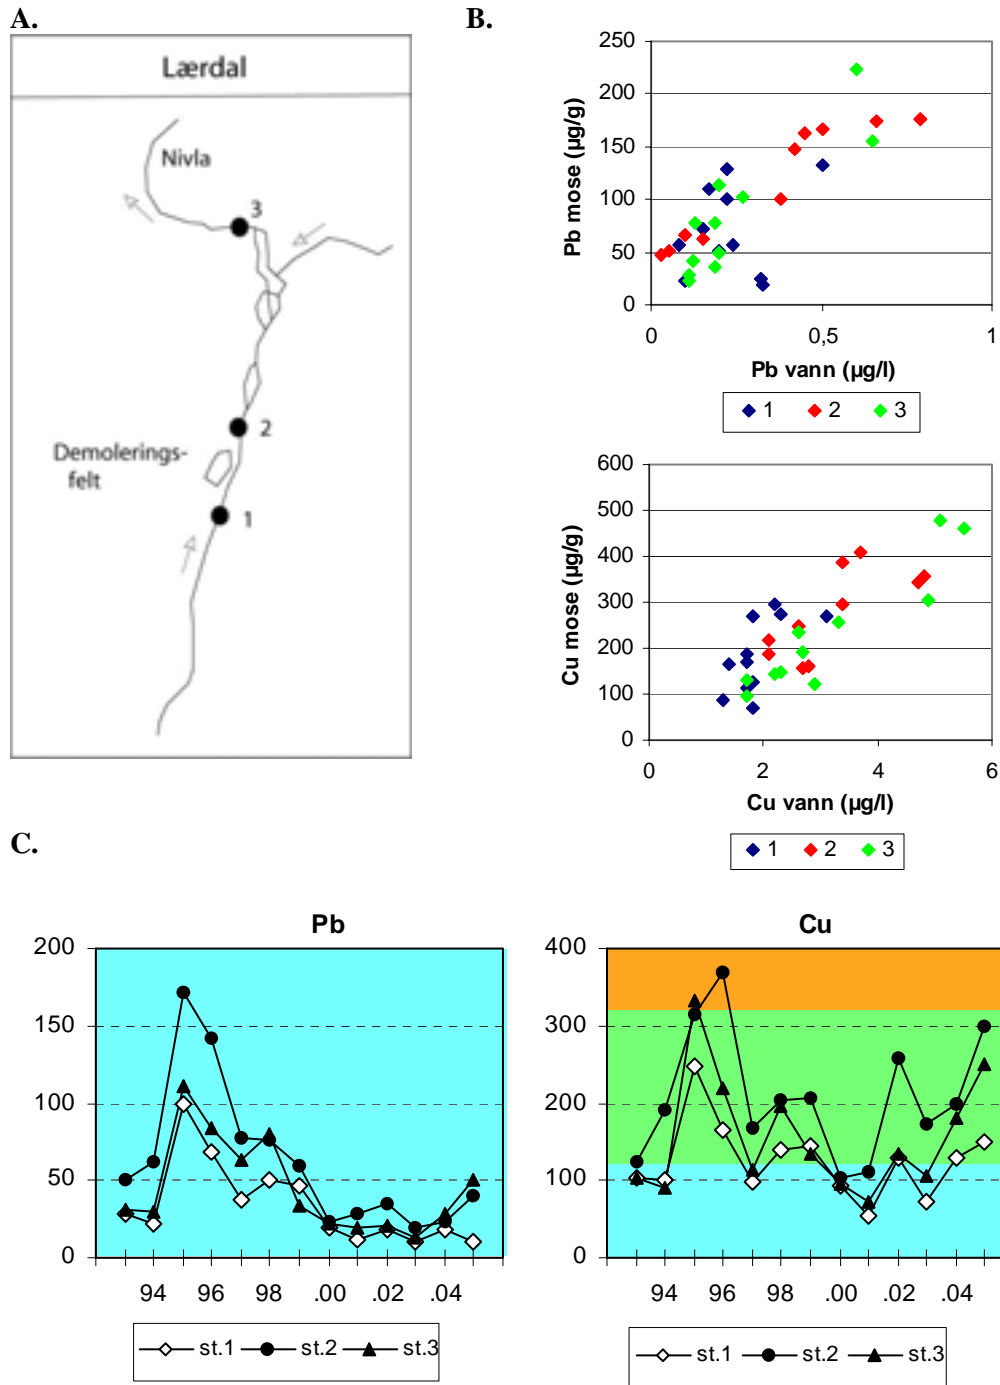 A.
Lærdal
Nivla
3
2
Demolerings-
felt
1
B.
250
200
150
100
50
0
Pb mose (µg/g)
0 0,5 1
Pb vann (µg/l)
1 2 3
600
500
400
300
200
100
0
Cu mose (µg/g)
0 2 4 6
Cu vann (µg/l)
1 2 3
C.
Pb
200
150
100
50
0
94 96 98 .00 .02 .04
st.1 st.2 st.3
Cu
400
300
200
100
0
94 96 98 .00 .02 .04
st.1 st.2 st.3